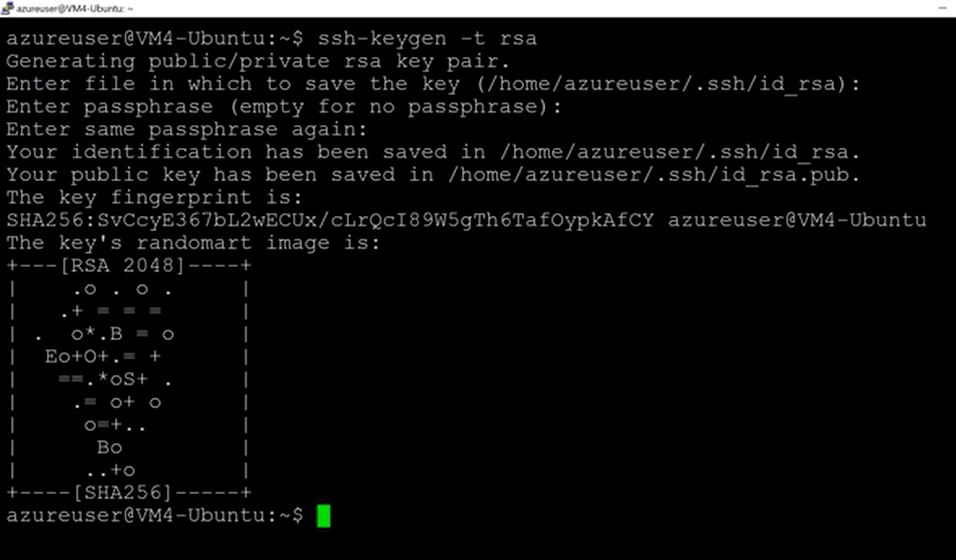 azureuser@VM4-Ubuntu: ~
azureuser@VM4-Ubuntu:~$ ssh-keygen -t rsa
Generating public/private rsa key pair.
Enter file in which to save the key (/home/azureuser/.ssh/id_rsa):
Enter passphrase (empty for no passphrase):
Enter same passphrase again:
Your identification has been saved in /home/azureuser/.ssh/id_rsa.
Your public key has been saved in /home/azureuser/.ssh/id_rsa.pub.
The key fingerprint is:
SHA256:SvCcyE367bL2wECUx/cLrQcI89W5gTh6TafOypkAfCY azureuser@VM4-Ubuntu
The key's randomart image is:
+---[RSA 2048]----+
|    .o . o .     |
|   .+ = = =      |
| .  o*.B = o     |
|  Eo+O+.= +      |
|   ==.*oS+ .     |
|    .= o+ o      |
|     o=+..       |
|      Bo         |
|     ..+o        |
+----[SHA256]-----+
azureuser@VM4-Ubuntu:~$